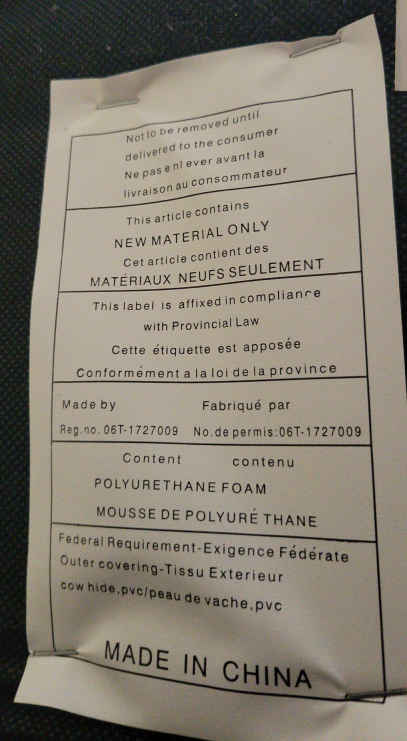 Not to be removed until
delivered to the consumer
Ne pas enl ever avant la
livraison au consommateur
This article contains
NEW MATERIAL ONLY
Cet article contient des
MATÉRIAUX NEUFS SEULEMENT
This label is affixed in compliance
with Provincial Law
Cette étiquette est apposée
Conformément a la loi de la province
Made by Fabriqué par
Reg.no. 06T-1727009 No.de permis:06T-1727009
Content contenu
POLYURETHANE FOAM
MOUSSE DE POLYURÉ THANE
Federal Requirement-Exigence Fédérate
Outer covering-Tissu Exterieur
cow hide,pvc/peau de vache,pvc
MADE IN CHINA